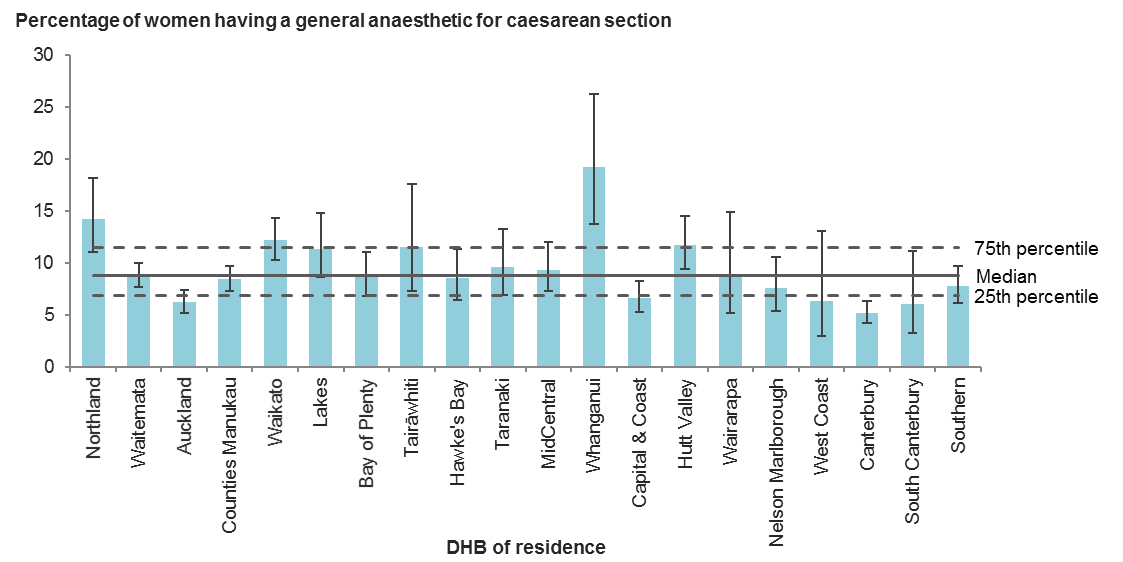 Percentage of women having a general anaesthetic for caesarean section
30
25
20
15
10
5
0
75th percentile
Median
25th percentile
Northland
Waitemata
Auckland
Counties Manukau
Waikato
Lakes
Bay of Plenty
Tairāwhiti
Hawke's Bay
Taranaki
MidCentral
Whanganui
Capital & Coast
Hutt Valley
Wairarapa
Nelson Marlborough
West Coast
Canterbury
South Canterbury
Southern
DHB of residence